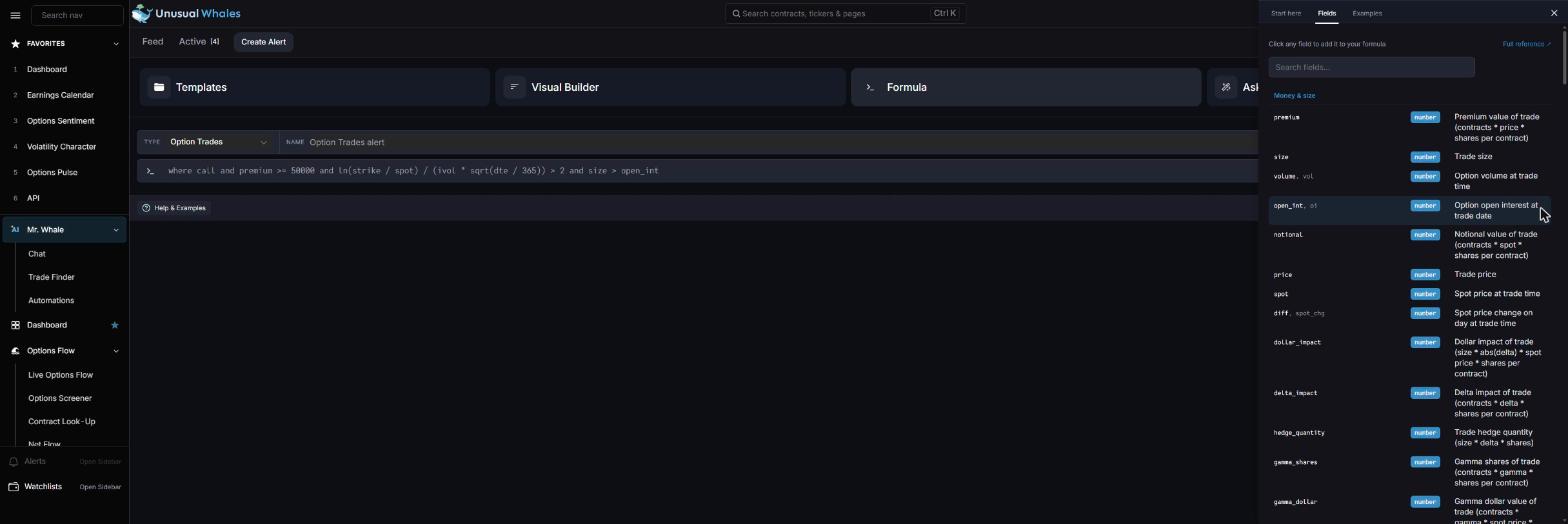 Search nav
FAVORITES
1 Dashboard
2 Earnings Calendar
3 Options Sentiment
4 Volatility Character
5 Options Pulse
6 API
AI Mr. Whale
Chat
Trade Finder
Automations
Dashboard
Options Flow
Live Options Flow
Options Screener
Contract Look-Up
Net Flow
Alerts Open Sidebar
Watchlists Open Sidebar
Unusual Whales
Search contracts, tickers & pages Ctrl K
Feed Active (4) Create Alert
Templates Visual Builder Formula
TYPE Option Trades NAME Option Trades alert
>_ where call and premium >= 50000 and ln(strike / spot) / (ivol * sqrt(dte / 365)) > 2 and size > open_int
Help & Examples
Start here Fields Examples
Click any field to add it to your formula Full reference ↗
Search fields...
Money & size
premium number Premium value of trade
(contracts * price *
shares per contract)
size number Trade size
volume, vol number Option volume at trade
time
open_int, oi number Option open interest at
trade date
notional number Notional value of trade
(contracts * spot *
shares per contract)
price number Trade price
spot number Spot price at trade time
diff, spot_chg number Spot price change on
day at trade time
dollar_impact number Dollar impact of trade
(size * abs(delta) * spot
price * shares per
contract)
delta_impact number Delta impact of trade
(contracts * delta *
shares per contract)
hedge_quantity number Trade hedge quantity
(size * delta * shares)
gamma_shares number Gamma shares of trade
(contracts * gamma *
shares per contract)
gamma_dollar number Gamma dollar value of
trade (contracts *
gamma * spot price *